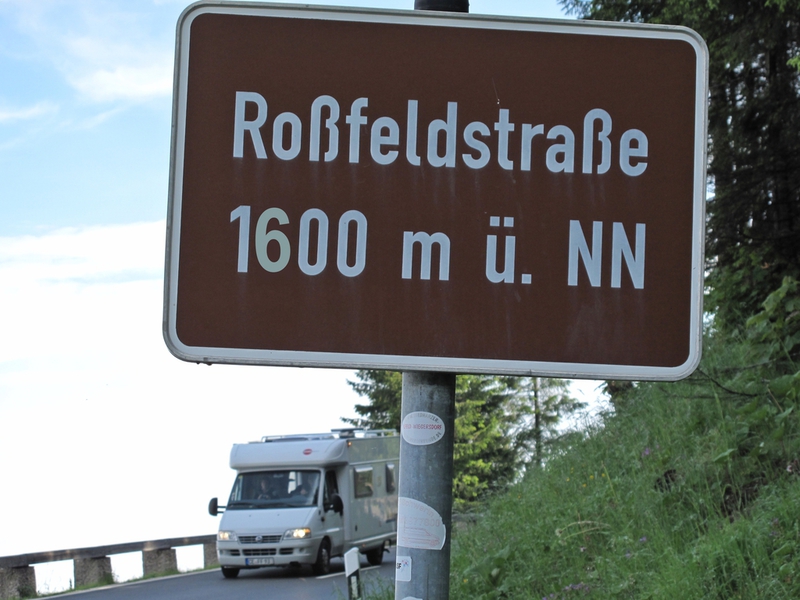 Roßfeldstraße
1600 m ü. NN